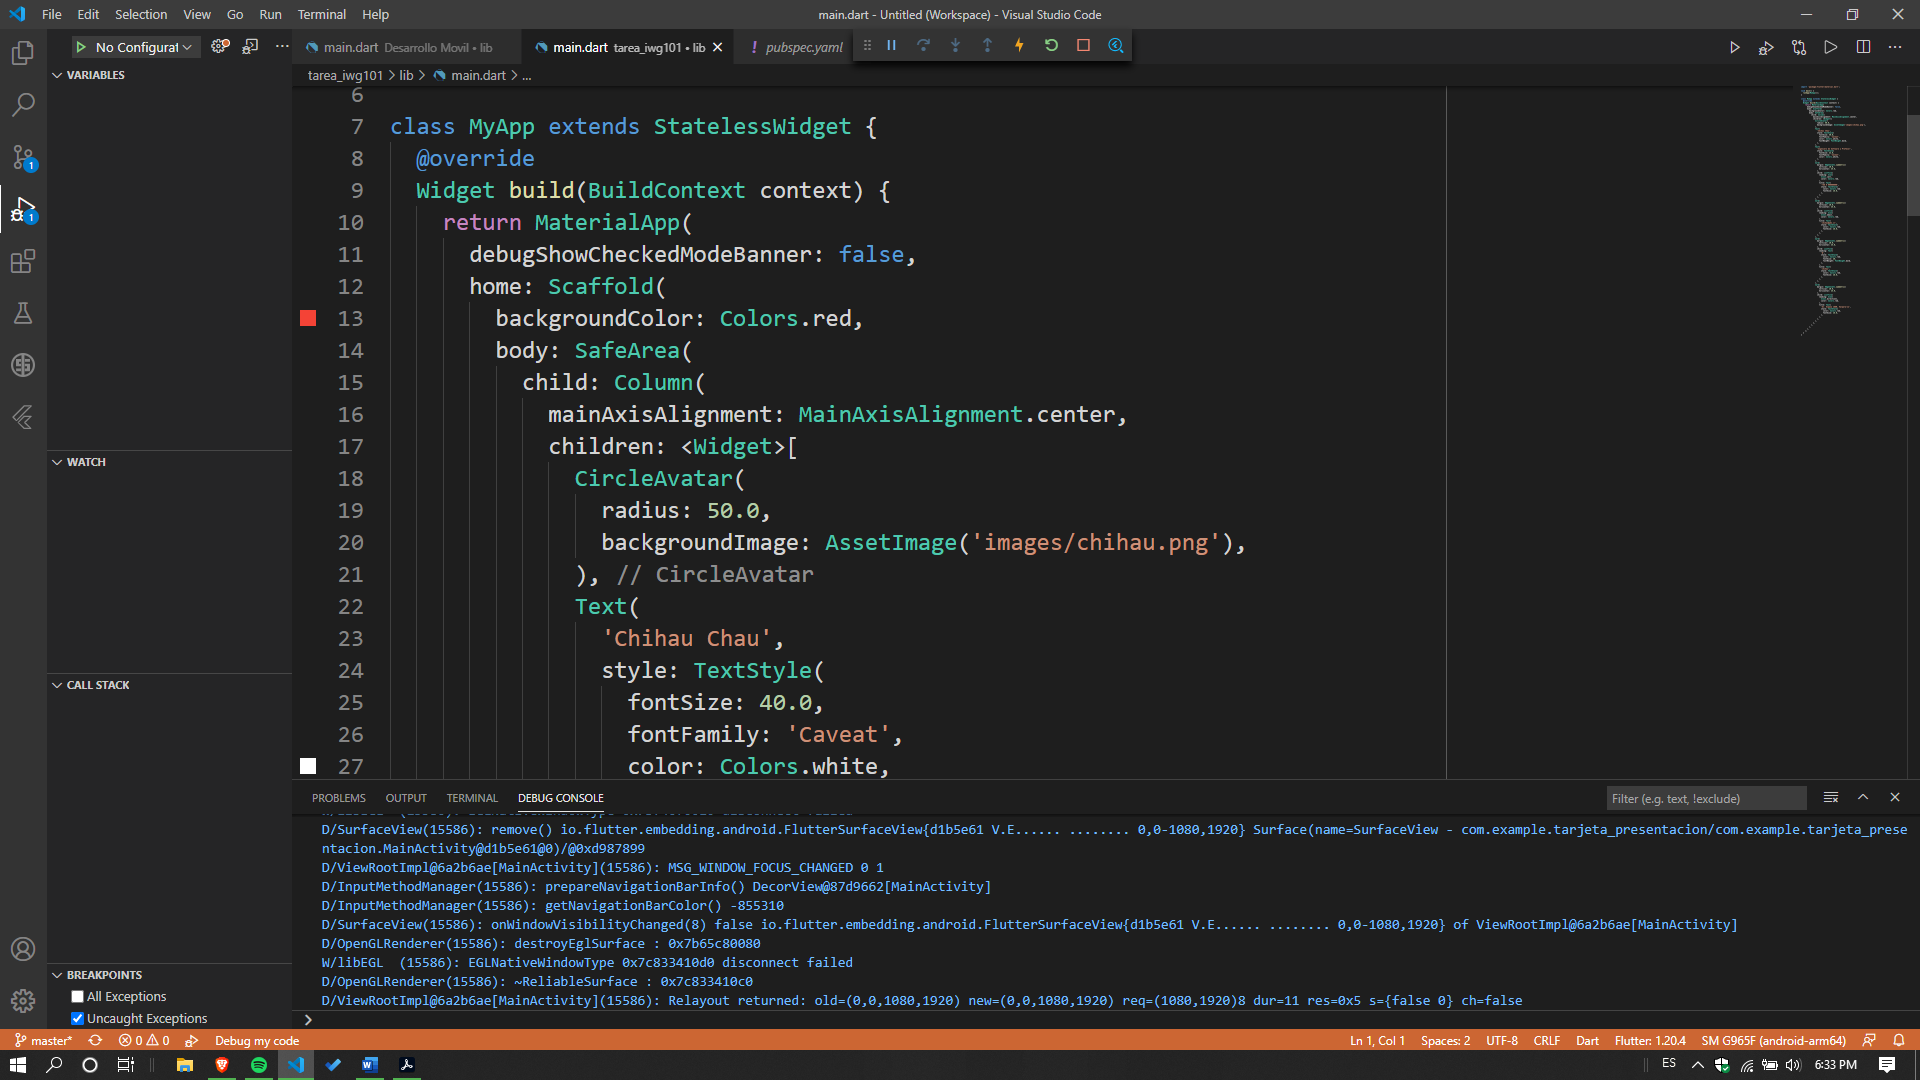 File Edit Selection View Go Run Terminal Help
main.dart - Untitled (Workspace) - Visual Studio Code
No Configurat
main.dart Desarrollo Movil • lib
main.dart tarea_iwg101 • lib
! pubspec.yaml
VARIABLES
tarea_iwg101 > lib > main.dart > ...
6
7 class MyApp extends StatelessWidget {
8 @override
9 Widget build(BuildContext context) {
10 return MaterialApp(
11 debugShowCheckedModeBanner: false,
12 home: Scaffold(
13 backgroundColor: Colors.red,
14 body: SafeArea(
15 child: Column(
16 mainAxisAlignment: MainAxisAlignment.center,
17 children: <Widget>[
18 CircleAvatar(
19 radius: 50.0,
20 backgroundImage: AssetImage('images/chihau.png'),
21 ), // CircleAvatar
22 Text(
23 'Chihau Chau',
24 style: TextStyle(
25 fontSize: 40.0,
26 fontFamily: 'Caveat',
27 color: Colors.white,
1
1
WATCH
CALL STACK
BREAKPOINTS
All Exceptions
Uncaught Exceptions
PROBLEMS OUTPUT TERMINAL DEBUG CONSOLE
Filter (e.g. text, !exclude)
D/SurfaceView(15586): remove() io.flutter.embedding.android.FlutterSurfaceView{d1b5e61 V.E...... ........ 0,0-1080,1920} Surface(name=SurfaceView - com.example.tarjeta_presentacion/com.example.tarjeta_prese
ntacion.MainActivity@d1b5e61@0)/@0xd987899
D/ViewRootImpl@6a2b6ae[MainActivity](15586): MSG_WINDOW_FOCUS_CHANGED 0 1
D/InputMethodManager(15586): prepareNavigationBarInfo() DecorView@87d9662[MainActivity]
D/InputMethodManager(15586): getNavigationBarColor() -855310
D/SurfaceView(15586): onWindowVisibilityChanged(8) false io.flutter.embedding.android.FlutterSurfaceView{d1b5e61 V.E...... ........ 0,0-1080,1920} of ViewRootImpl@6a2b6ae[MainActivity]
D/OpenGLRenderer(15586): destroyEglSurface : 0x7b65c80080
W/libEGL (15586): EGLNativeWindowType 0x7c833410d0 disconnect failed
D/OpenGLRenderer(15586): ~ReliableSurface : 0x7c833410c0
D/ViewRootImpl@6a2b6ae[MainActivity](15586): Relayout returned: old=(0,0,1080,1920) new=(0,0,1080,1920) req=(1080,1920)8 dur=11 res=0x5 s={false 0} ch=false
>
master* 0 0 Debug my code
Ln 1, Col 1 Spaces: 2 UTF-8 CRLF Dart Flutter: 1.20.4 SM G965F (android-arm64)
ES 6:33 PM